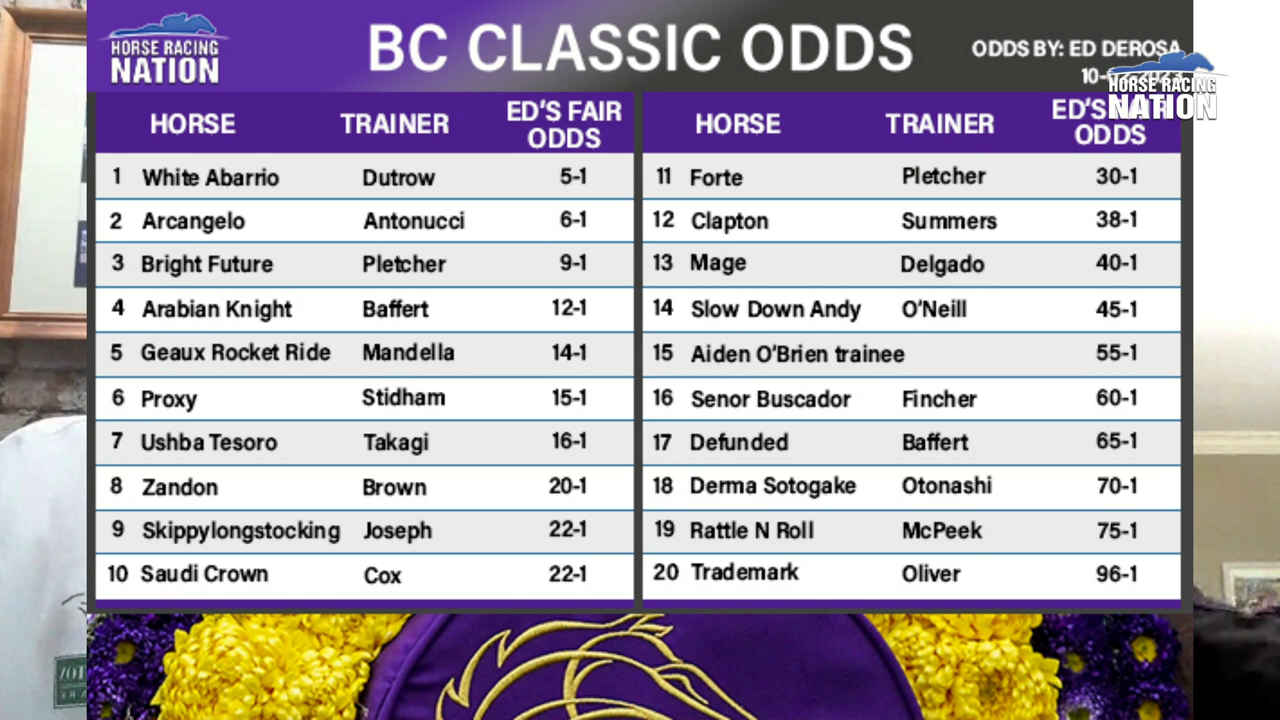 HORSE RACING
NATION
BC CLASSIC ODDS
ODDS BY: ED DEROSA
HORSE RACING
NATION
HORSE TRAINER ED'S FAIR ODDS
1 White Abarrio Dutrow 5-1
2 Arcangelo Antonucci 6-1
3 Bright Future Pletcher 9-1
4 Arabian Knight Baffert 12-1
5 Geaux Rocket Ride Mandella 14-1
6 Proxy Stidham 15-1
7 Ushba Tesoro Takagi 16-1
8 Zandon Brown 20-1
9 Skippylongstocking Joseph 22-1
10 Saudi Crown Cox 22-1
HORSE TRAINER ED'S ODDS
11 Forte Pletcher 30-1
12 Clapton Summers 38-1
13 Mage Delgado 40-1
14 Slow Down Andy O'Neill 45-1
15 Aiden O'Brien trainee 55-1
16 Senor Buscador Fincher 60-1
17 Defunded Baffert 65-1
18 Derma Sotogake Otonashi 70-1
19 Rattle N Roll McPeek 75-1
20 Trademark Oliver 96-1